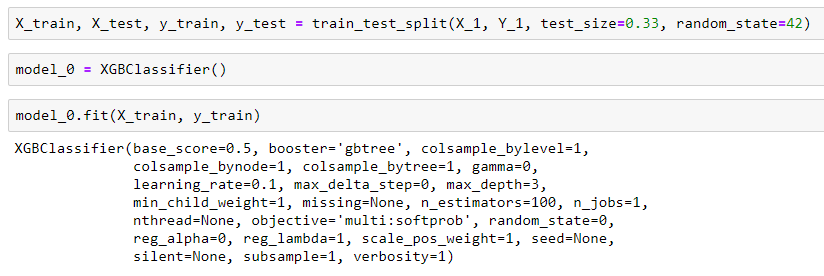 X_train, X_test, y_train, y_test = train_test_split(X_1, Y_1, test_size=0.33, random_state=42)
model_0 = XGBClassifier()
model_0.fit(X_train, y_train)
XGBClassifier(base_score=0.5, booster='gbtree', colsample_bylevel=1,
              colsample_bynode=1, colsample_bytree=1, gamma=0,
              learning_rate=0.1, max_delta_step=0, max_depth=3,
              min_child_weight=1, missing=None, n_estimators=100, n_jobs=1,
              nthread=None, objective='multi:softprob', random_state=0,
              reg_alpha=0, reg_lambda=1, scale_pos_weight=1, seed=None,
              silent=None, subsample=1, verbosity=1)